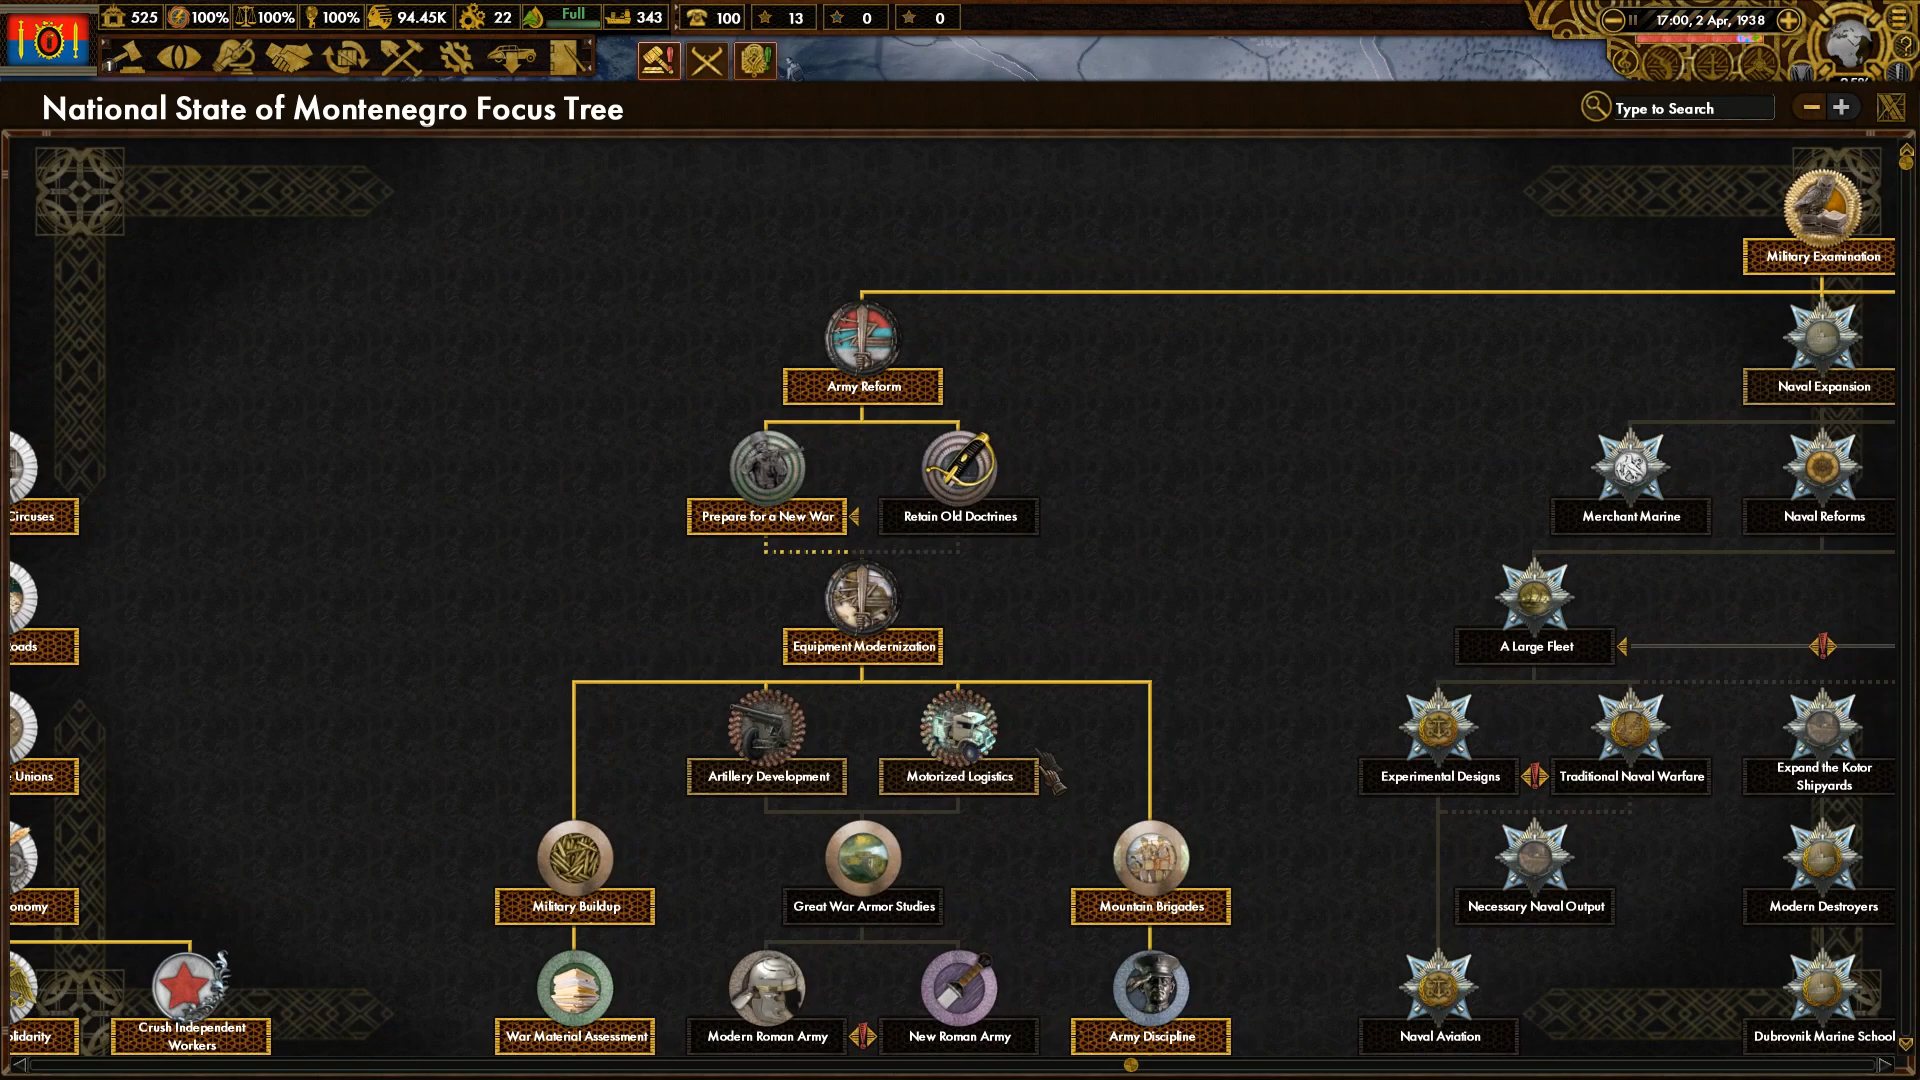 525
100%
100%
100%
94.45K
22
Full
343
100
13
0
0
17:00, 2 Apr, 1938
1
National State of Montenegro Focus Tree
Type to Search
Military Examination
Army Reform
Naval Expansion
Circuses
Prepare for a New War
Retain Old Doctrines
Merchant Marine
Naval Reforms
oads
Equipment Modernization
A Large Fleet
Unions
Artillery Development
Motorized Logistics
Experimental Designs
Traditional Naval Warfare
Expand the Kotor
Shipyards
onomy
Military Buildup
Great War Armor Studies
Mountain Brigades
Necessary Naval Output
Modern Destroyers
lidarity
Crush Independent
Workers
War Material Assessment
Modern Roman Army
New Roman Army
Army Discipline
Naval Aviation
Dubrovnik Marine School